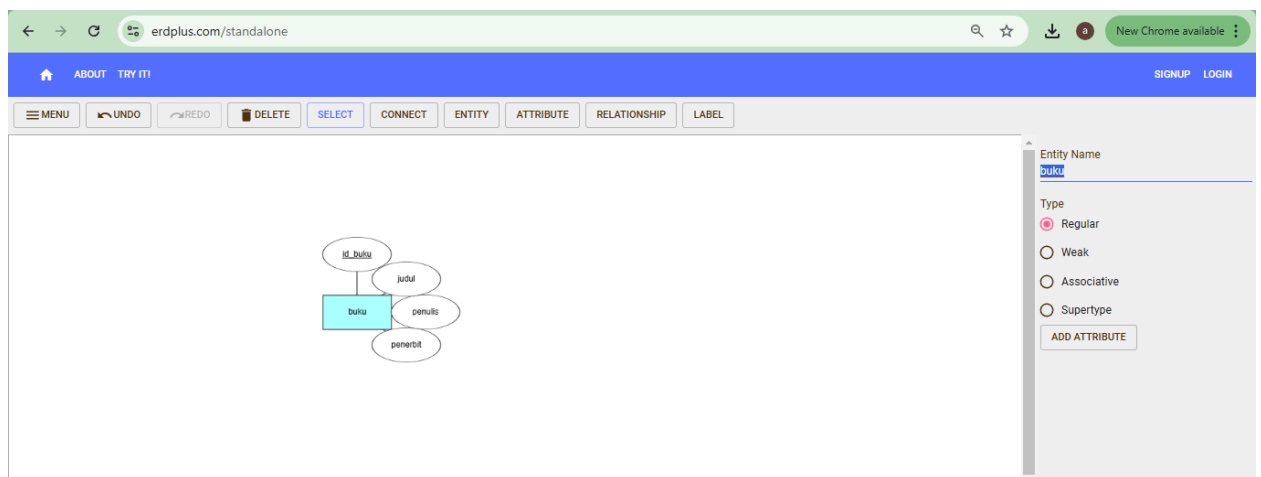 erdplus.com/standalone
a
New Chrome available
ABOUT TRY IT!
SIGNUP LOGIN
MENU UNDO REDO DELETE SELECT CONNECT ENTITY ATTRIBUTE RELATIONSHIP LABEL
Entity Name
buku
Type
Regular
Weak
Associative
Supertype
ADD ATTRIBUTE
id_buku
judul
buku
penulis
penerbit